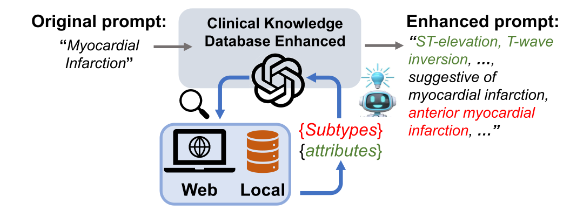 Original prompt:
"Myocardial
Infarction"
Clinical Knowledge
Database Enhanced
Enhanced prompt:
"ST-elevation, T-wave
inversion, ...,
suggestive of
myocardial infarction,
anterior myocardial
infarction, ..."
{Subtypes}
{attributes}
Web
Local